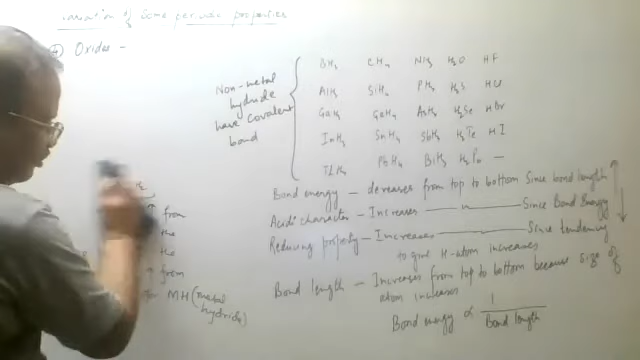 Variation of Some periodic properties
④ Oxides -
Non-metal
hydride
have Covalent
bond
BH₃ CH₄ NH₃ H₂O HF
AlH₃ SiH₄ PH₃ H₂S HCl
GaH₃ GeH₄ AsH₃ H₂Se HBr
InH₃ SnH₄ SbH₃ H₂Te HI
TlH₃ PbH₄ BiH₃ H₂Po —
Bond energy — decreases from top to bottom Since bond length ↑
Acidic character - Increases ——— 〃 ——— Since Bond Energy ↓
Reducing property - Increases ——— 〃 ——— Since tendency
to give H-atom increases
Bond length — Increases from top to bottom because size of
atom increases
Bond energy ∝ 1 / Bond length
from
the
the
from
MH (metal
hydride)